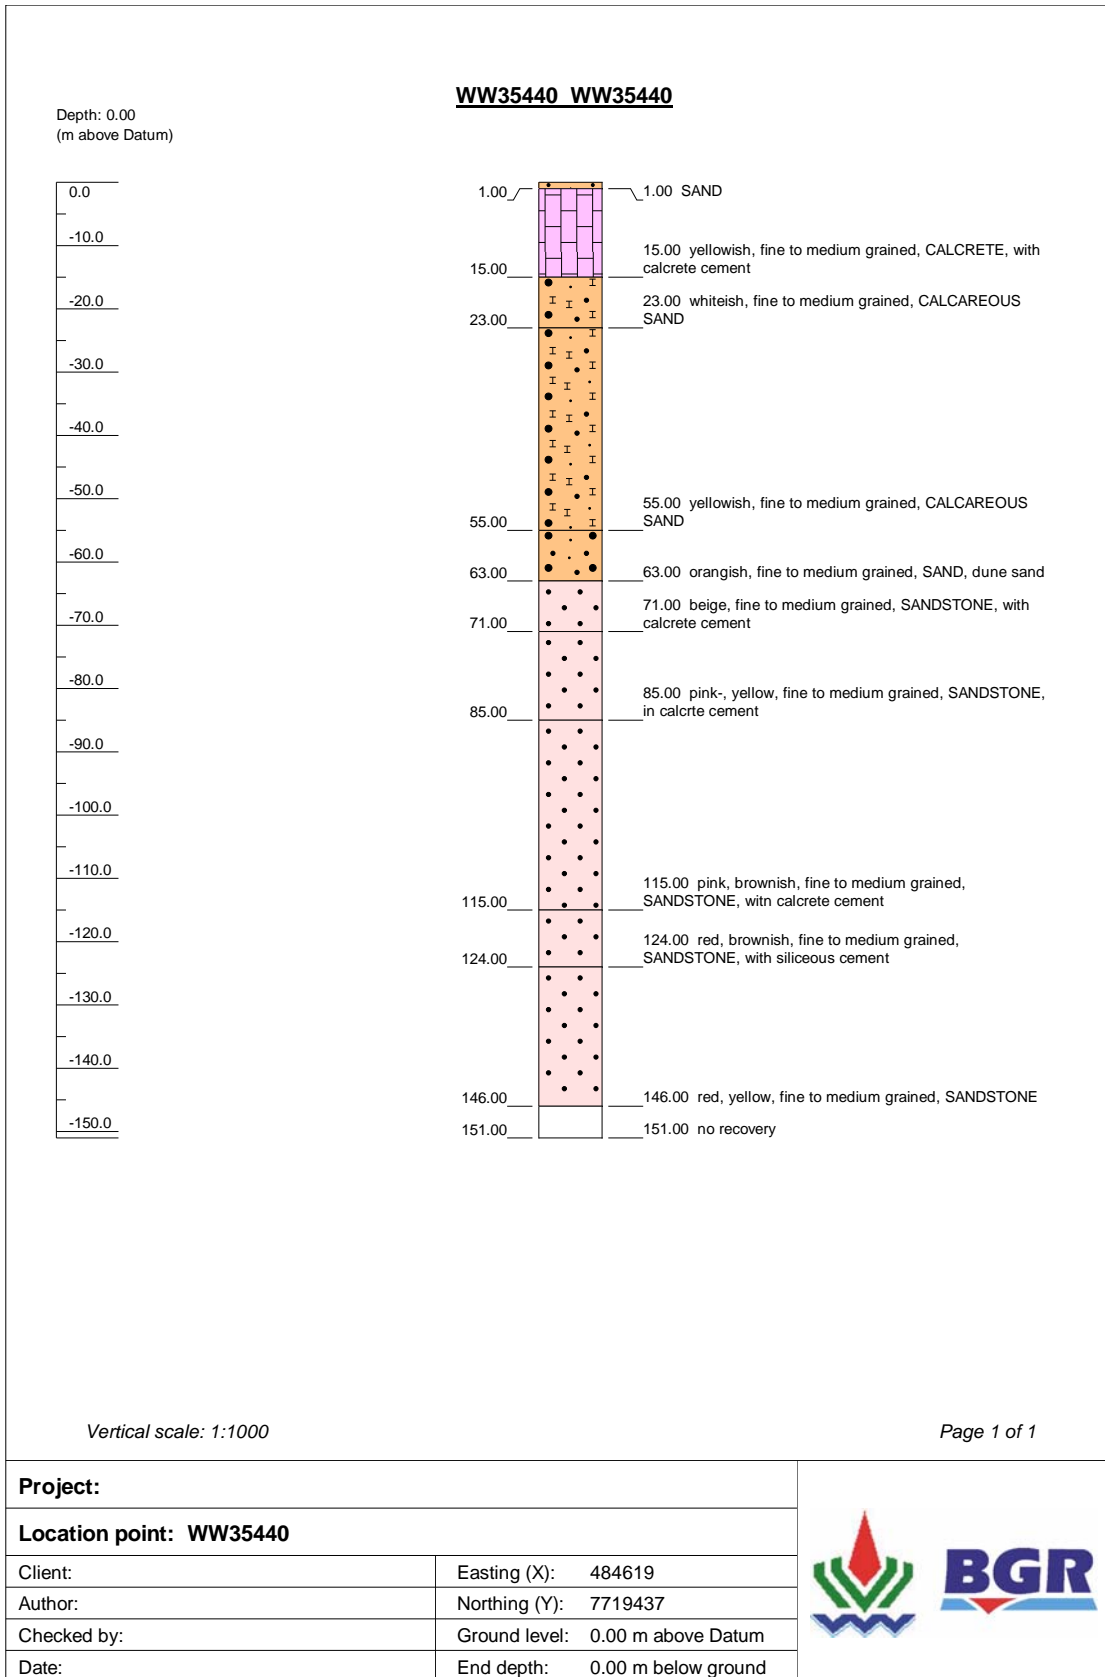 WW35440 WW35440
Depth: 0.00
(m above Datum)
0.0
-10.0
-20.0
-30.0
-40.0
-50.0
-60.0
-70.0
-80.0
-90.0
-100.0
-110.0
-120.0
-130.0
-140.0
-150.0
1.00
15.00
23.00
55.00
63.00
71.00
85.00
115.00
124.00
146.00
151.00
1.00 SAND
15.00 yellowish, fine to medium grained, CALCRETE, with
calcrete cement
23.00 whiteish, fine to medium grained, CALCAREOUS
SAND
55.00 yellowish, fine to medium grained, CALCAREOUS
SAND
63.00 orangish, fine to medium grained, SAND, dune sand
71.00 beige, fine to medium grained, SANDSTONE, with
calcrete cement
85.00 pink-, yellow, fine to medium grained, SANDSTONE,
in calcrte cement
115.00 pink, brownish, fine to medium grained,
SANDSTONE, witn calcrete cement
124.00 red, brownish, fine to medium grained,
SANDSTONE, with siliceous cement
146.00 red, yellow, fine to medium grained, SANDSTONE
151.00 no recovery
Vertical scale: 1:1000
Page 1 of 1
Project:
Location point: WW35440
Client:
Easting (X): 484619
Author:
Northing (Y): 7719437
Checked by:
Ground level: 0.00 m above Datum
Date:
End depth: 0.00 m below ground
BGR